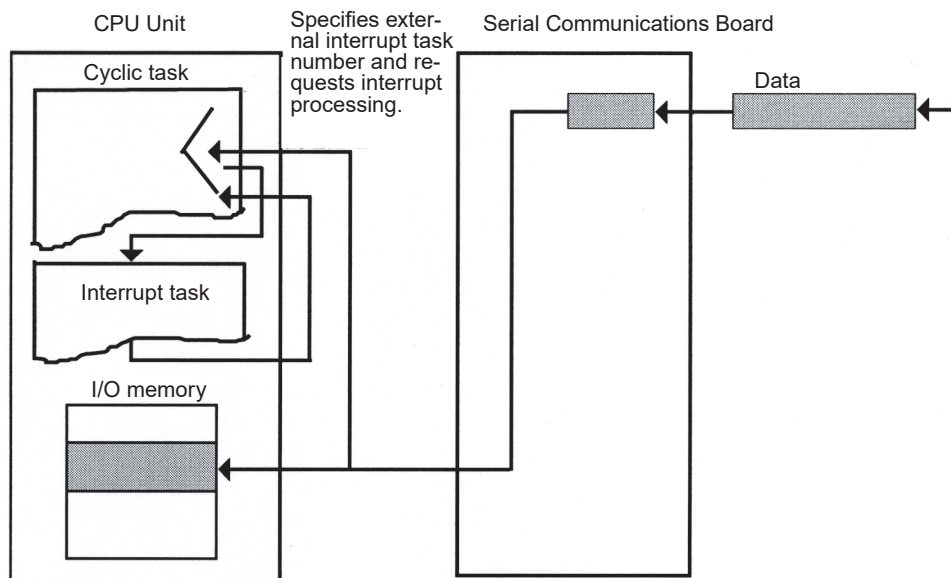 CPU Unit
Specifies exter-
nal interrupt task
number and re-
quests interrupt
processing.
Serial Communications Board
Cyclic task
Data
Interrupt task
I/O memory